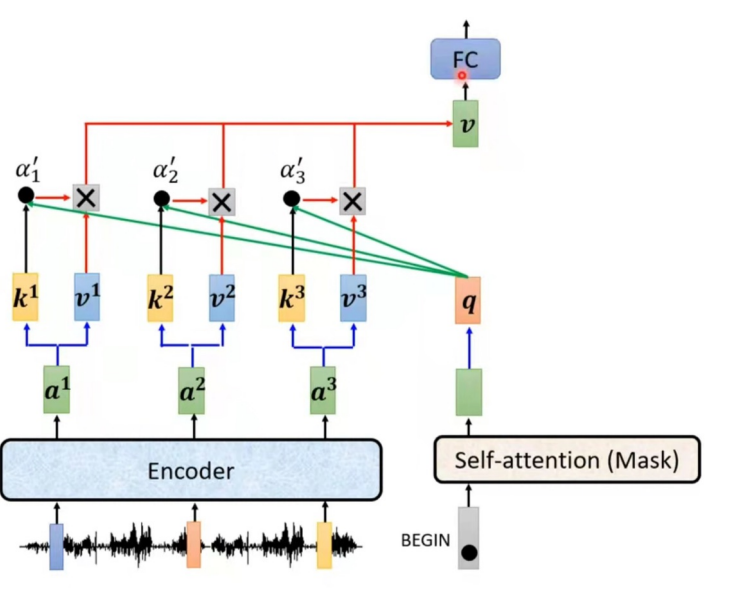 FC
v
α′₁ α′₂ α′₃
k¹ v¹ k² v² k³ v³ q
a¹ a² a³
Encoder Self-attention (Mask)
BEGIN